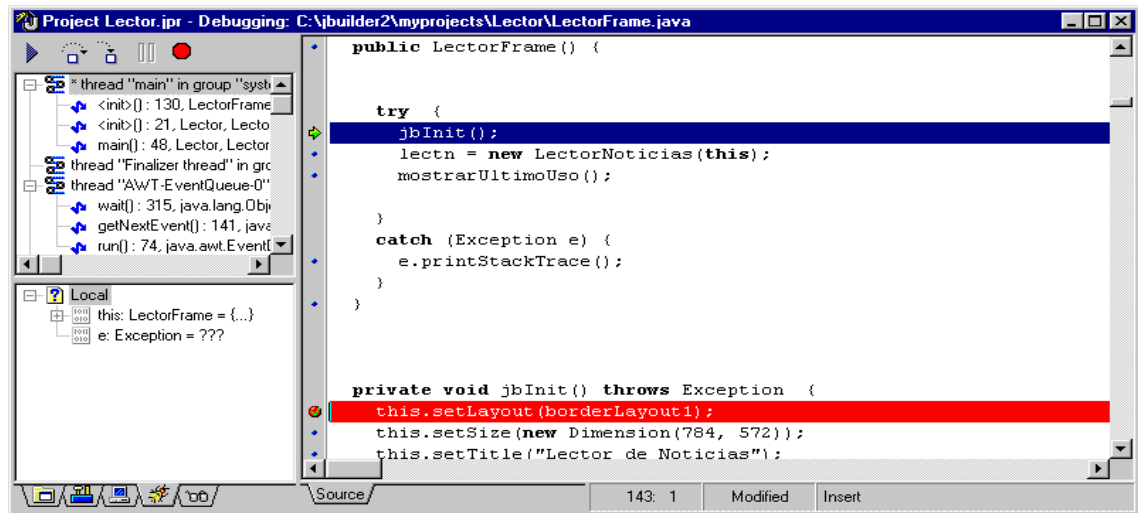 Project Lector.jpr - Debugging: C:\jbuilder2\myprojects\Lector\LectorFrame.java
* thread "main" in group "syst
<init>() : 130, LectorFrame
<init>() : 21, Lector, Lecto
main() : 48, Lector, Lector
thread "Finalizer thread" in gro
thread "AWT-EventQueue-0"
wait() : 315, java.lang.Obj
getNextEvent() : 141, java
run() : 74, java.awt.Event
Local
this: LectorFrame = {...}
e: Exception = ???
public LectorFrame() {
try {
jbInit();
lectn = new LectorNoticias(this);
mostrarUltimoUso();
}
catch (Exception e) {
e.printStackTrace();
}
}
private void jbInit() throws Exception {
this.setLayout(borderLayout1);
this.setSize(new Dimension(784, 572));
this.setTitle("Lector de Noticias");
Source
143: 1 Modified Insert